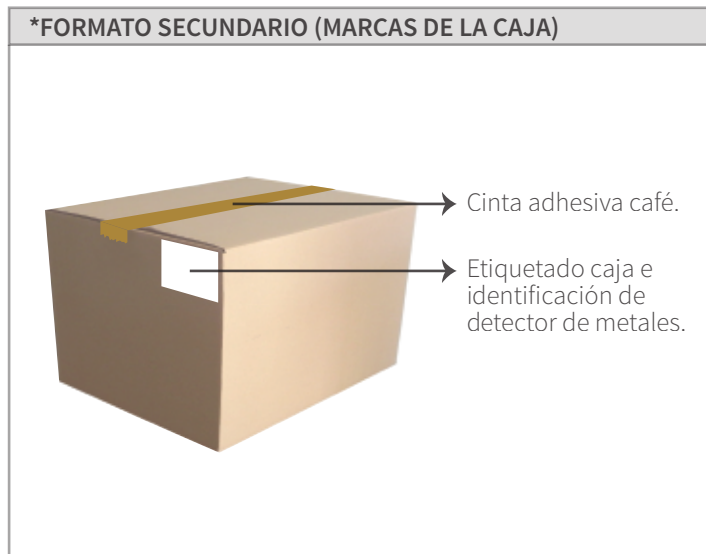 *FORMATO SECUNDARIO (MARCAS DE LA CAJA)
Cinta adhesiva café.
Etiquetado caja e
identificación de
detector de metales.